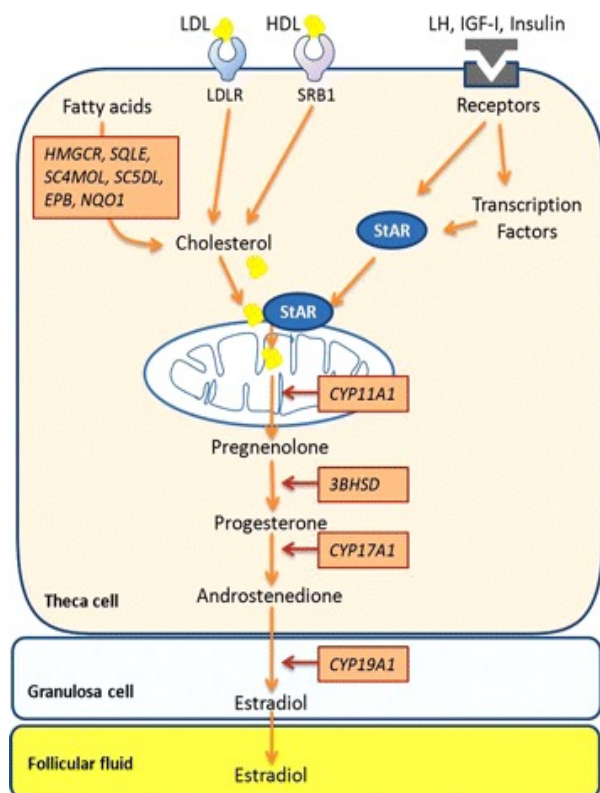 LDL
HDL
LH, IGF-I, Insulin
LDLR
SRB1
Receptors
Fatty acids
HMGCR, SQLE,
SC4MOL, SC5DL,
EPB, NQO1
Transcription
Factors
StAR
Cholesterol
StAR
CYP11A1
Pregnenolone
3BHSD
Progesterone
CYP17A1
Androstenedione
Theca cell
CYP19A1
Granulosa cell
Estradiol
Follicular fluid
Estradiol